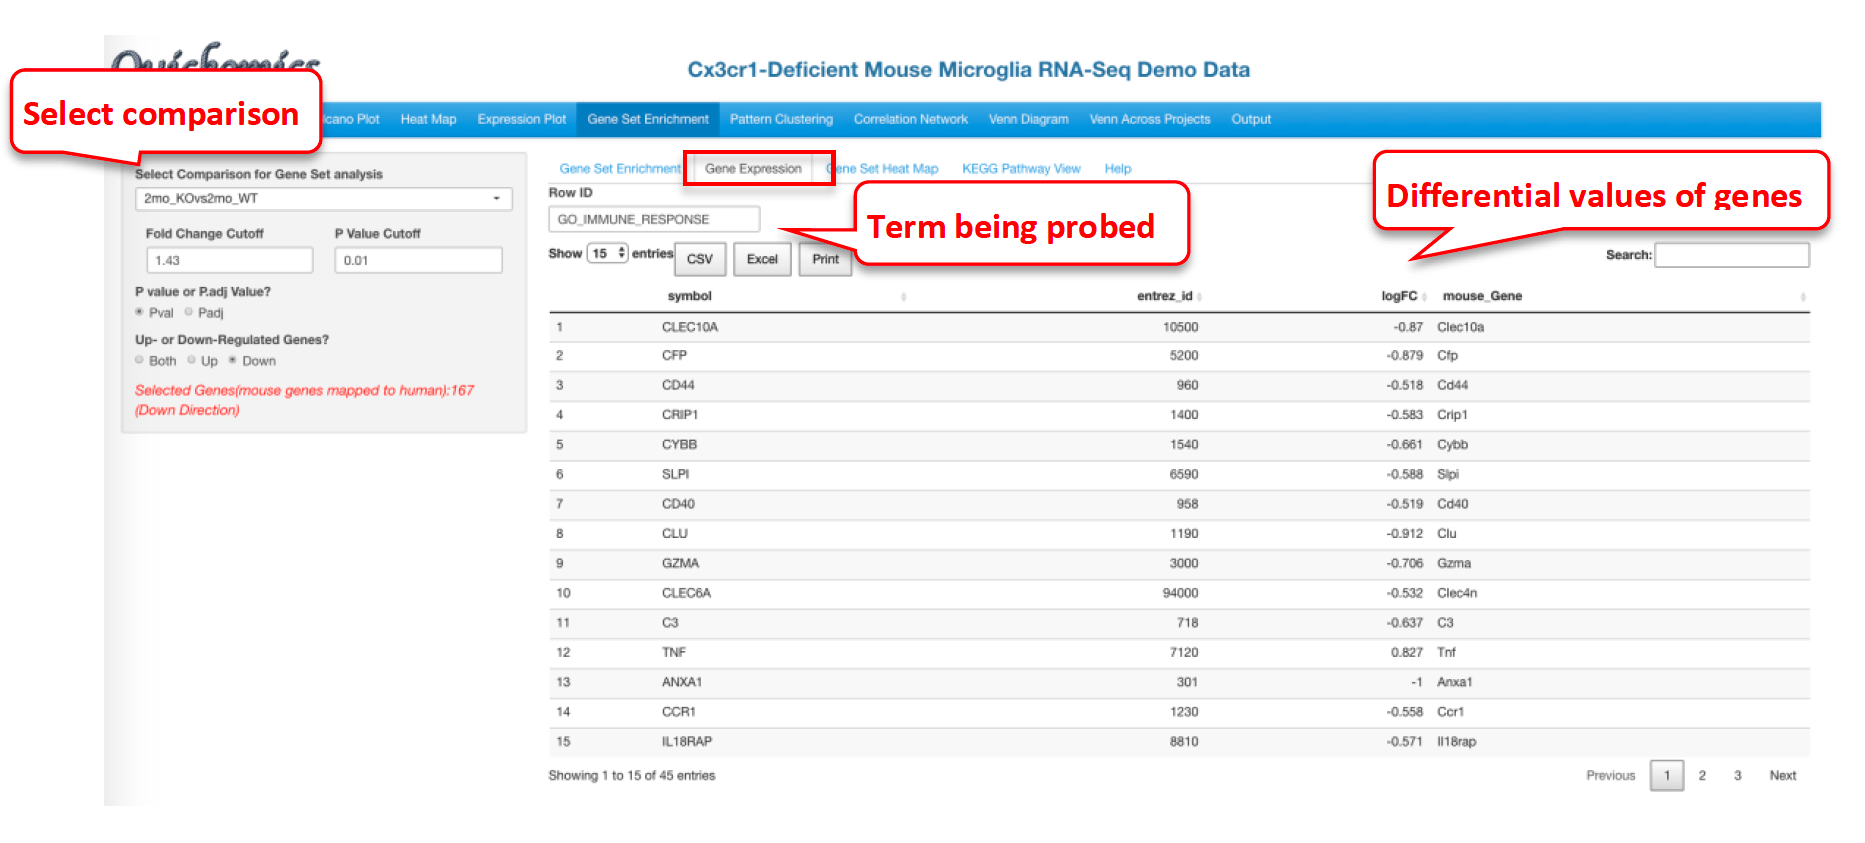 Quickomics
Cx3cr1-Deficient Mouse Microglia RNA-Seq Demo Data
Select comparison
Heat Map Expression Plot Gene Set Enrichment Pattern Clustering Correlation Network Venn Diagram Venn Across Projects Output
Select Comparison for Gene Set analysis
2mo_KOvs2mo_WT
Fold Change Cutoff P Value Cutoff
1.43 0.01
P value or P.adj Value?
Pval Padj
Up- or Down-Regulated Genes?
Both Up Down
Selected Genes(mouse genes mapped to human):167
(Down Direction)
Gene Set Enrichment Gene Expression Gene Set Heat Map KEGG Pathway View Help
Row ID
GO_IMMUNE_RESPONSE
Term being probed
Differential values of genes
Show 15 entries CSV Excel Print Search:
symbol entrez_id logFC mouse_Gene
1 CLEC10A 10500 -0.87 Clec10a
2 CFP 5200 -0.879 Cfp
3 CD44 960 -0.518 Cd44
4 CRIP1 1400 -0.583 Crip1
5 CYBB 1540 -0.661 Cybb
6 SLPI 6590 -0.588 Slpi
7 CD40 958 -0.519 Cd40
8 CLU 1190 -0.912 Clu
9 GZMA 3000 -0.706 Gzma
10 CLEC6A 94000 -0.532 Clec4n
11 C3 718 -0.637 C3
12 TNF 7120 0.827 Tnf
13 ANXA1 301 -1 Anxa1
14 CCR1 1230 -0.558 Ccr1
15 IL18RAP 8810 -0.571 Il18rap
Showing 1 to 15 of 45 entries
Previous 1 2 3 Next